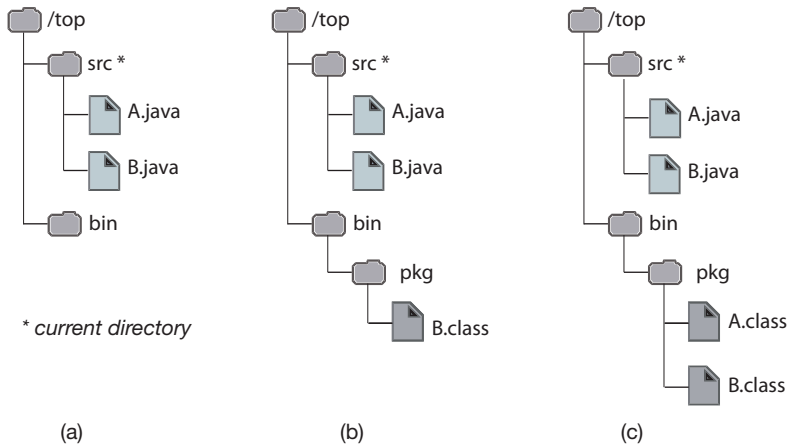 /top
src *
A.java
B.java
bin
* current directory
(a)
/top
src *
A.java
B.java
bin
pkg
B.class
(b)
/top
src *
A.java
B.java
bin
pkg
A.class
B.class
(c)